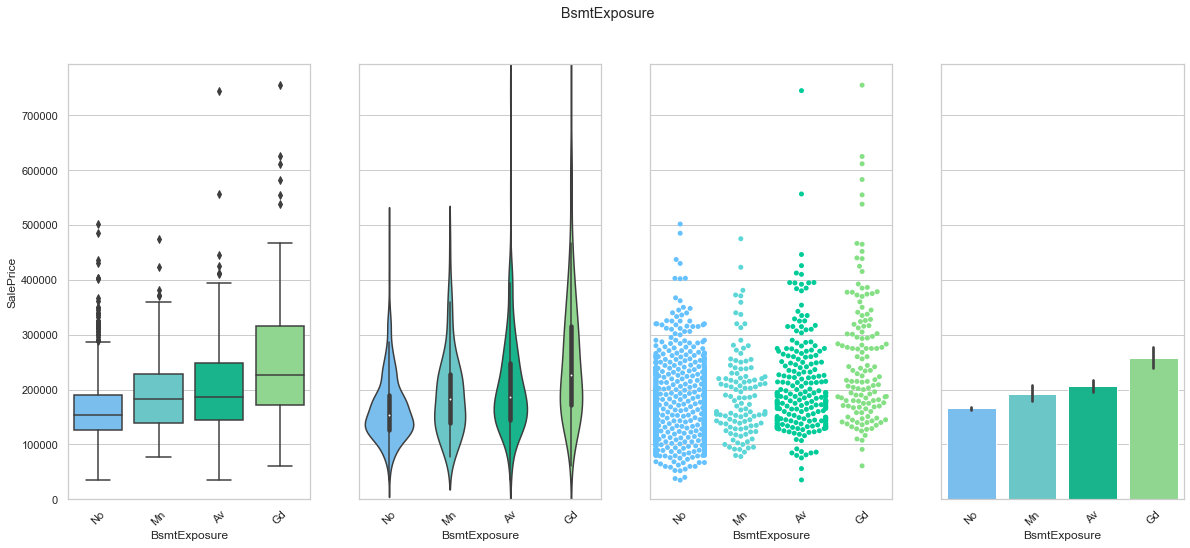 BsmtExposure
SalePrice
700000
600000
500000
400000
300000
200000
100000
0
No Mn Av Gd
BsmtExposure
No Mn Av Gd
BsmtExposure
No Mn Av Gd
BsmtExposure
No Mn Av Gd
BsmtExposure